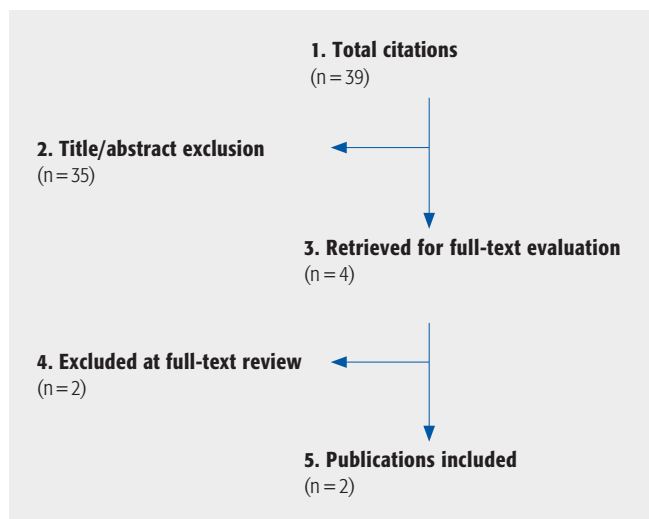 1. Total citations
(n = 39)
2. Title/abstract exclusion
(n = 35)
3. Retrieved for full-text evaluation
(n = 4)
4. Excluded at full-text review
(n = 2)
5. Publications included
(n = 2)